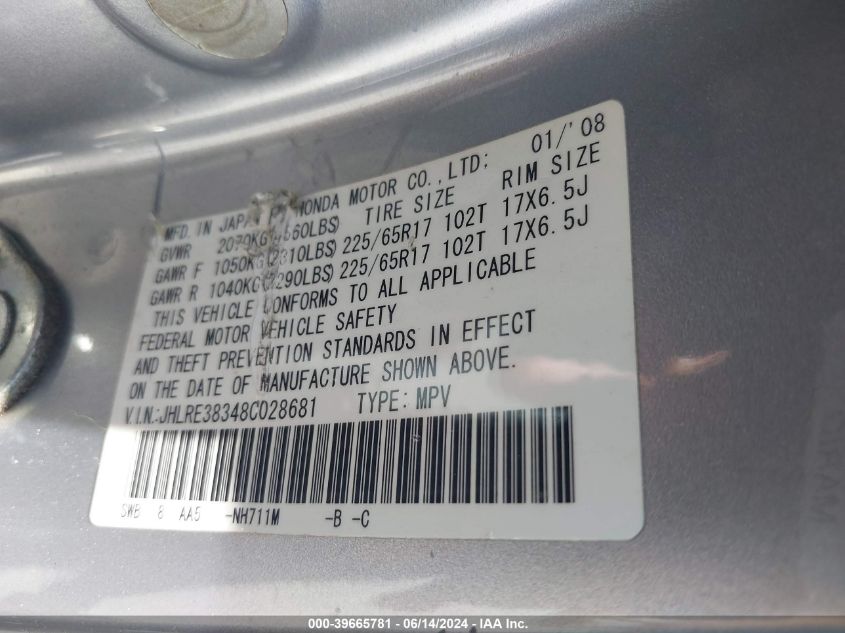 MFD. IN JAPAN BY HONDA MOTOR CO.,LTD; 01/'08
GVWR 2070KG(4560LBS) TIRE SIZE RIM SIZE
GAWR F 1050KG(2310LBS) 225/65R17 102T 17X6.5J
GAWR R 1040KG(2290LBS) 225/65R17 102T 17X6.5J
THIS VEHICLE CONFORMS TO ALL APPLICABLE
FEDERAL MOTOR VEHICLE SAFETY
AND THEFT PREVENTION STANDARDS IN EFFECT
ON THE DATE OF MANUFACTURE SHOWN ABOVE.
V.I.N.:JHLRE38348C028681 TYPE: MPV
SWB 8 AA5 -NH711M -B -C
000-39665781 - 06/14/2024 - IAA Inc.